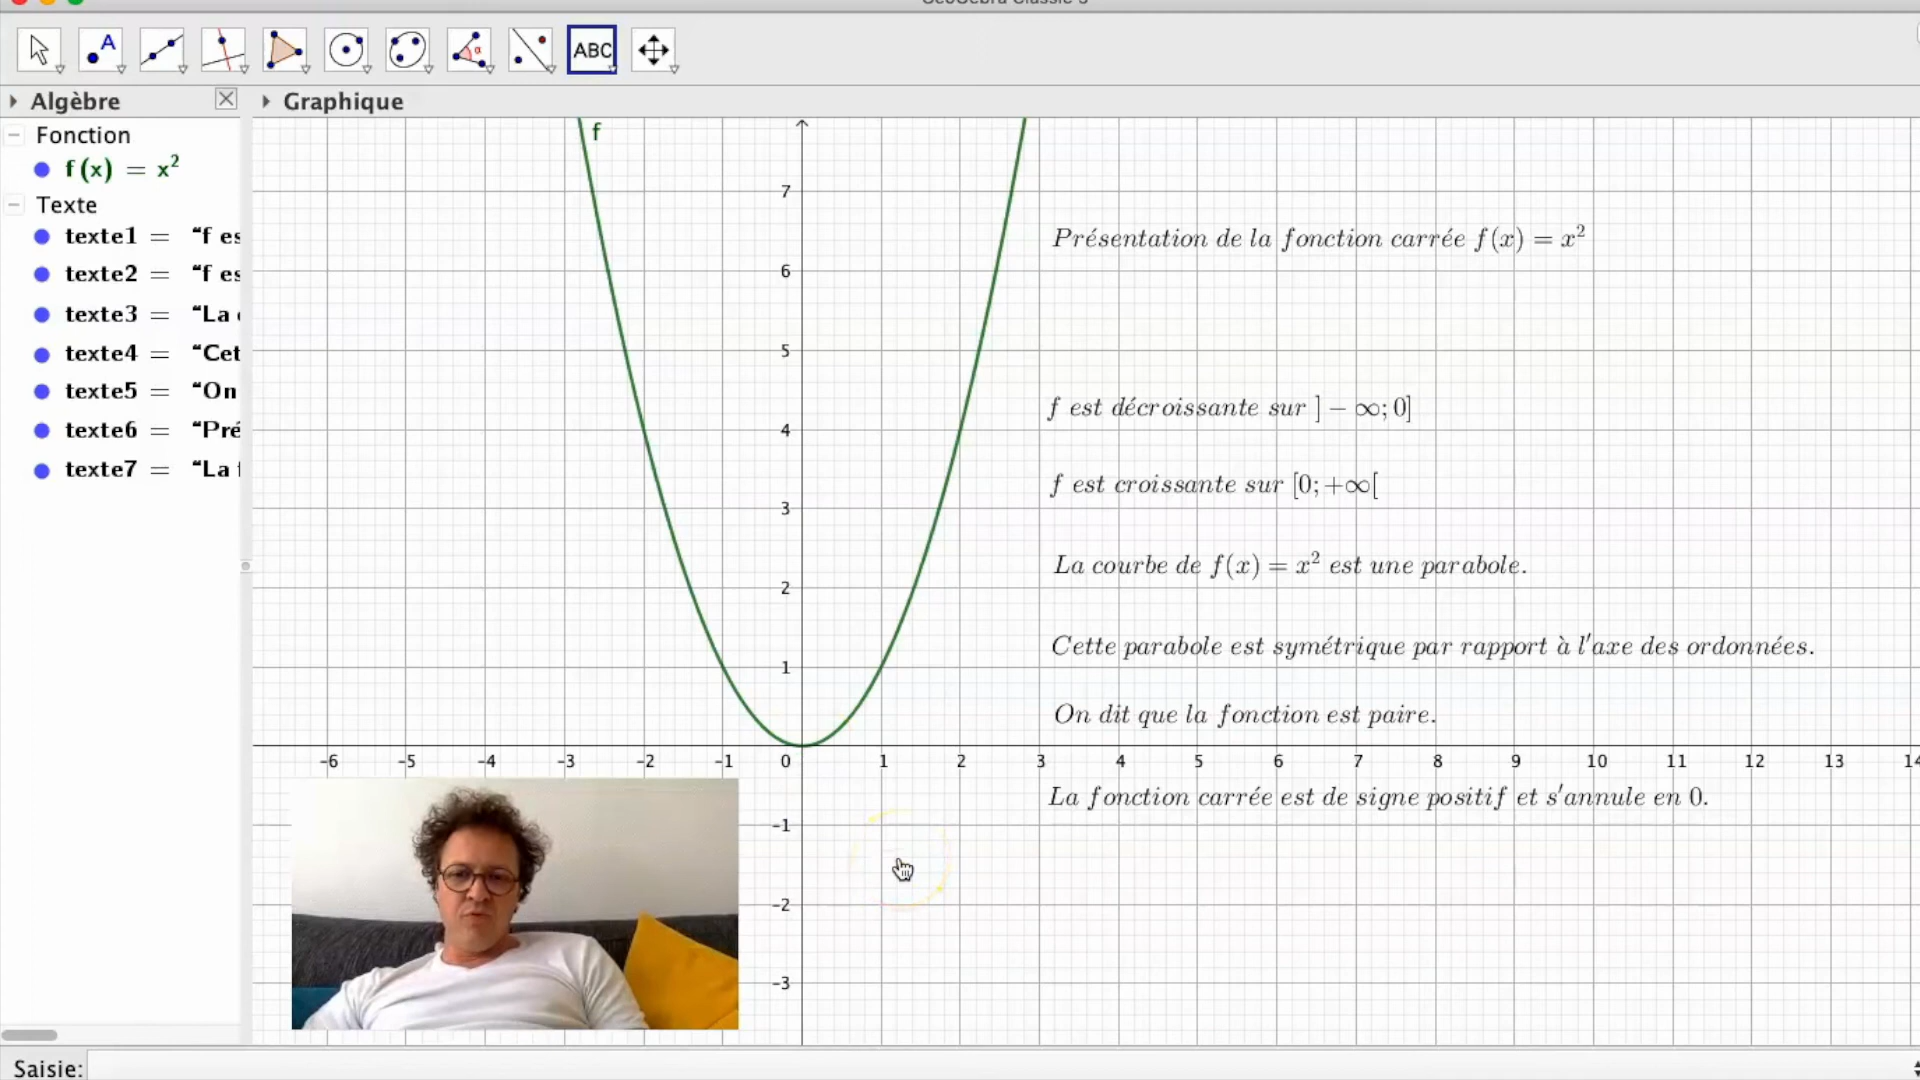 GeoGebra Classic 5
A
α
ABC
Algèbre
Graphique
Fonction
f(x) = x²
Texte
texte1 = “f es
texte2 = “f es
texte3 = “La
texte4 = “Cet
texte5 = “On
texte6 = “Pré
texte7 = “La
f
7
6
5
4
3
2
1
-6 -5 -4 -3 -2 -1 0 1 2 3 4 5 6 7 8 9 10 11 12 13 14
-1
-2
-3
Présentation de la fonction carrée f(x) = x²
f est décroissante sur ] − ∞; 0]
f est croissante sur [0; +∞[
La courbe de f(x) = x² est une parabole.
Cette parabole est symétrique par rapport à l'axe des ordonnées.
On dit que la fonction est paire.
La fonction carrée est de signe positif et s'annule en 0.
Saisie: